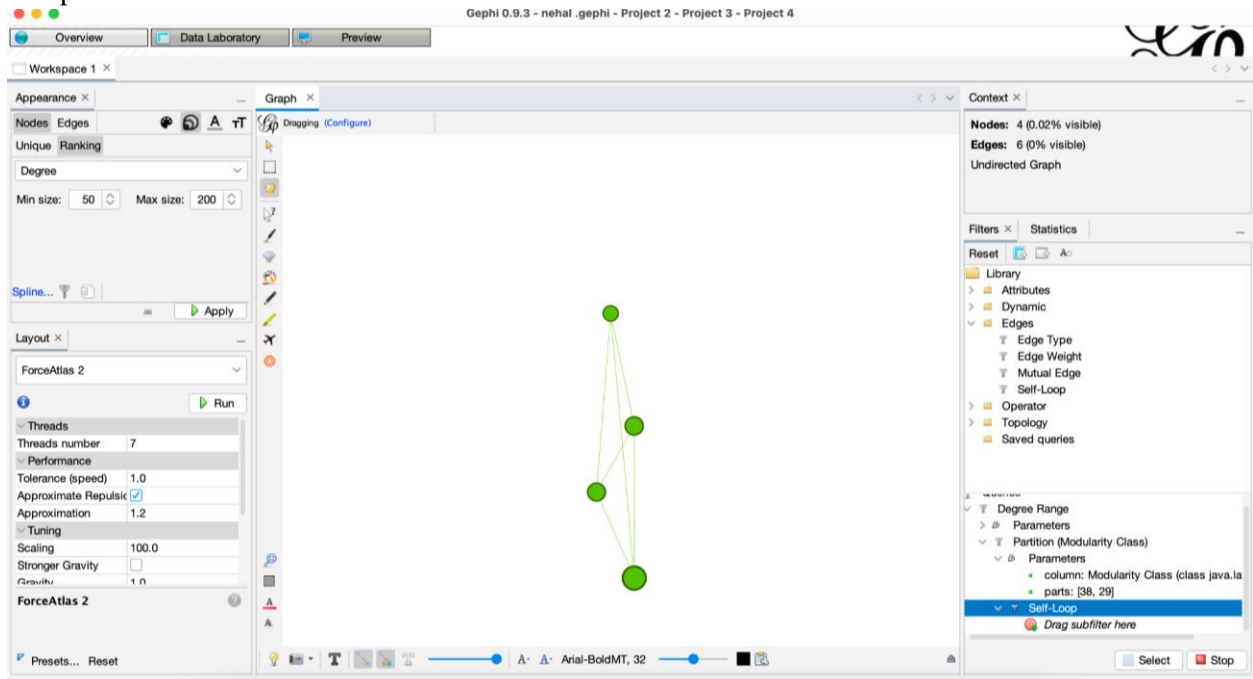 Gephi 0.9.3 - nehal .gephi - Project 2 - Project 3 - Project 4
Overview Data Laboratory Preview
Workspace 1 ×
Appearance ×
Nodes Edges
Unique Ranking
Degree
Min size: 50 Max size: 200
Spline...
Apply
Layout ×
ForceAtlas 2
Run
Threads
Threads number 7
Performance
Tolerance (speed) 1.0
Approximate Repulsic
Approximation 1.2
Tuning
Scaling 100.0
Stronger Gravity
Gravity 1.0
ForceAtlas 2
Presets... Reset
Graph ×
Dragging (Configure)
T A- A- Arial-BoldMT, 32
Context ×
Nodes: 4 (0.02% visible)
Edges: 6 (0% visible)
Undirected Graph
Filters × Statistics
Reset
Library
Attributes
Dynamic
Edges
Edge Type
Edge Weight
Mutual Edge
Self-Loop
Operator
Topology
Saved queries
Queries
Degree Range
Parameters
Partition (Modularity Class)
Parameters
column: Modularity Class (class java.la
parts: [38, 29]
Self-Loop
Drag subfilter here
Select Stop